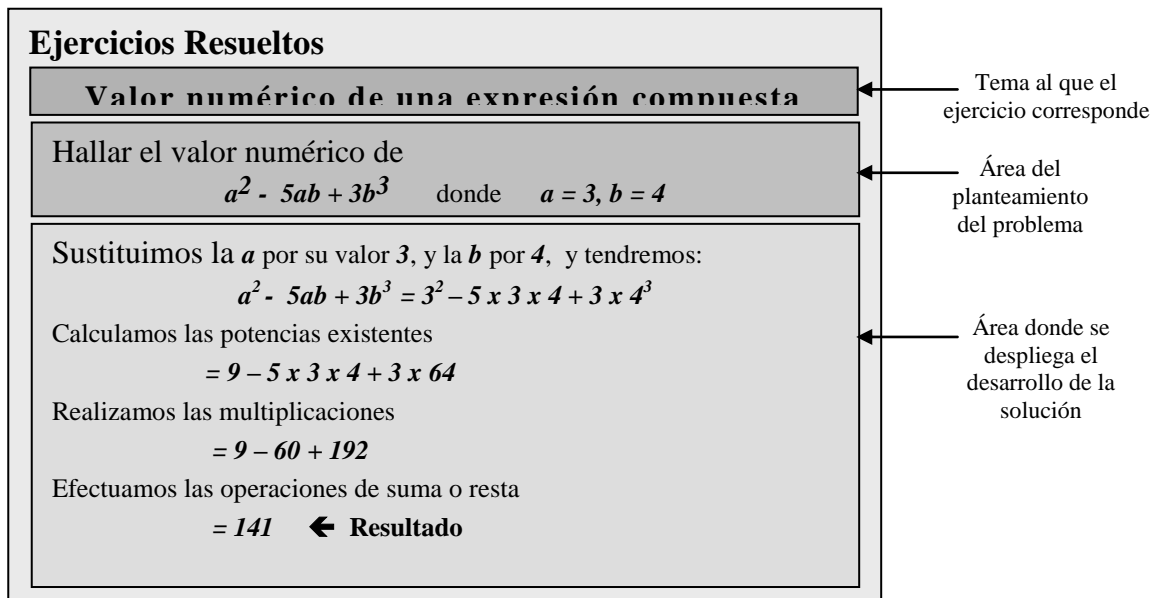 Ejercicios Resueltos
Valor numérico de una expresión compuesta
Tema al que el
ejercicio corresponde
Hallar el valor numérico de
a² - 5ab + 3b³ donde a = 3, b = 4
Área del
planteamiento
del problema
Sustituimos la a por su valor 3, y la b por 4, y tendremos:
a² - 5ab + 3b³ = 3² – 5 x 3 x 4 + 3 x 4³
Calculamos las potencias existentes
= 9 – 5 x 3 x 4 + 3 x 64
Realizamos las multiplicaciones
= 9 – 60 + 192
Efectuamos las operaciones de suma o resta
= 141 🡸 Resultado
Área donde se
despliega el
desarrollo de la
solución